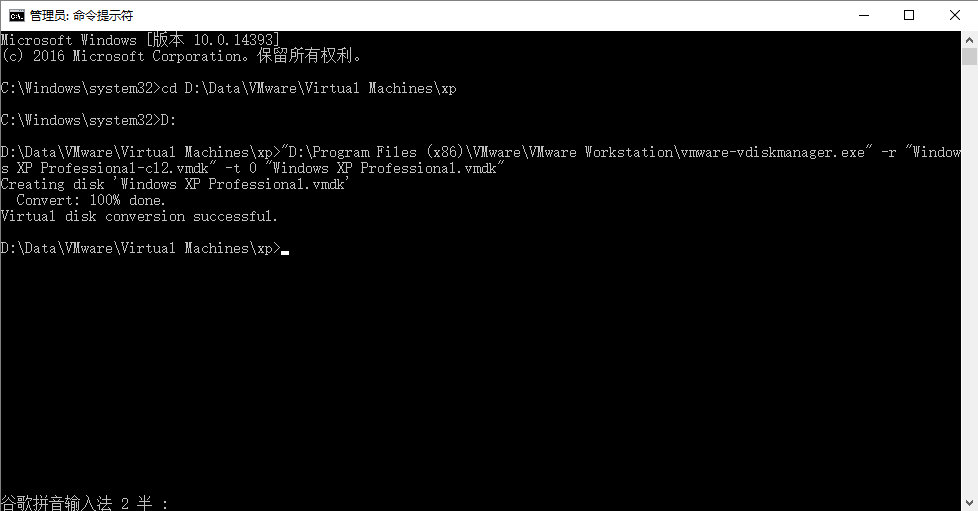 管理员: 命令提示符
Microsoft Windows [版本 10.0.14393]
(c) 2016 Microsoft Corporation。保留所有权利。
C:\Windows\system32>cd D:\Data\VMware\Virtual Machines\xp
C:\Windows\system32>D:
D:\Data\VMware\Virtual Machines\xp>"D:\Program Files (x86)\VMware\VMware Workstation\vmware-vdiskmanager.exe" -r "Window
s XP Professional-cl2.vmdk" -t 0 "Windows XP Professional.vmdk"
Creating disk 'Windows XP Professional.vmdk'
  Convert: 100% done.
Virtual disk conversion successful.
D:\Data\VMware\Virtual Machines\xp>
谷歌拼音输入法 2 半 :